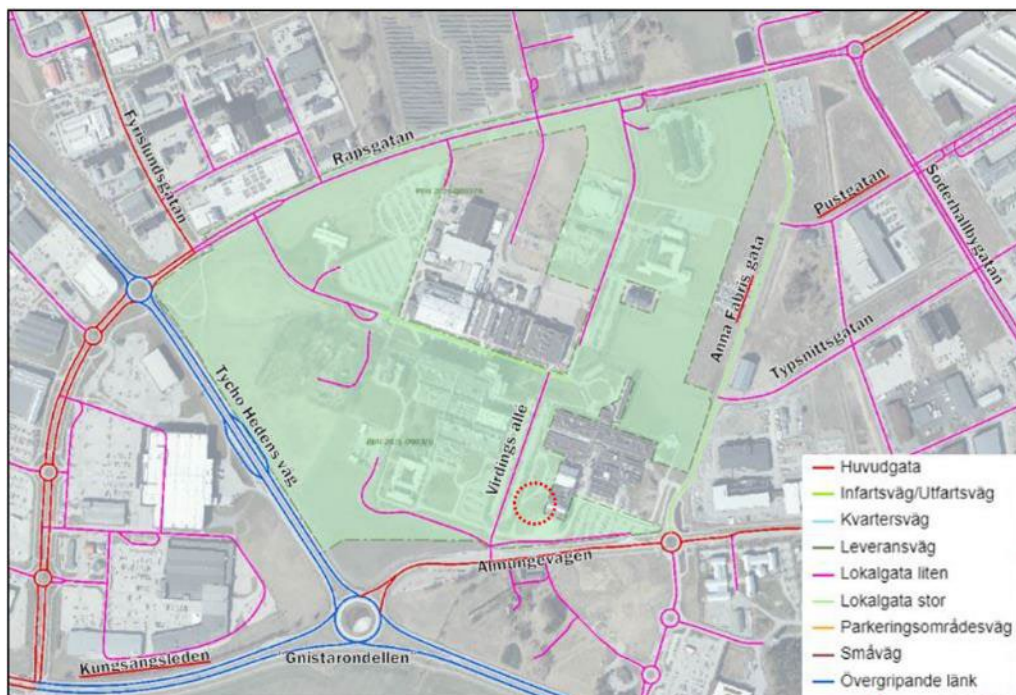 Fyrislundsgatan
Rapsgatan
Pustgatan
Söderhallbygatan
Anna Fabris gata
Typsnittsgatan
Tycho Hedens väg
Virdings allé
Almungevägen
Kungsängsleden
"Gnistarondellen"
Huvudgata
Infartsväg/Utfartsväg
Kvartersväg
Leveransväg
Lokalgata liten
Lokalgata stor
Parkeringsområdesväg
Småväg
Övergripande länk